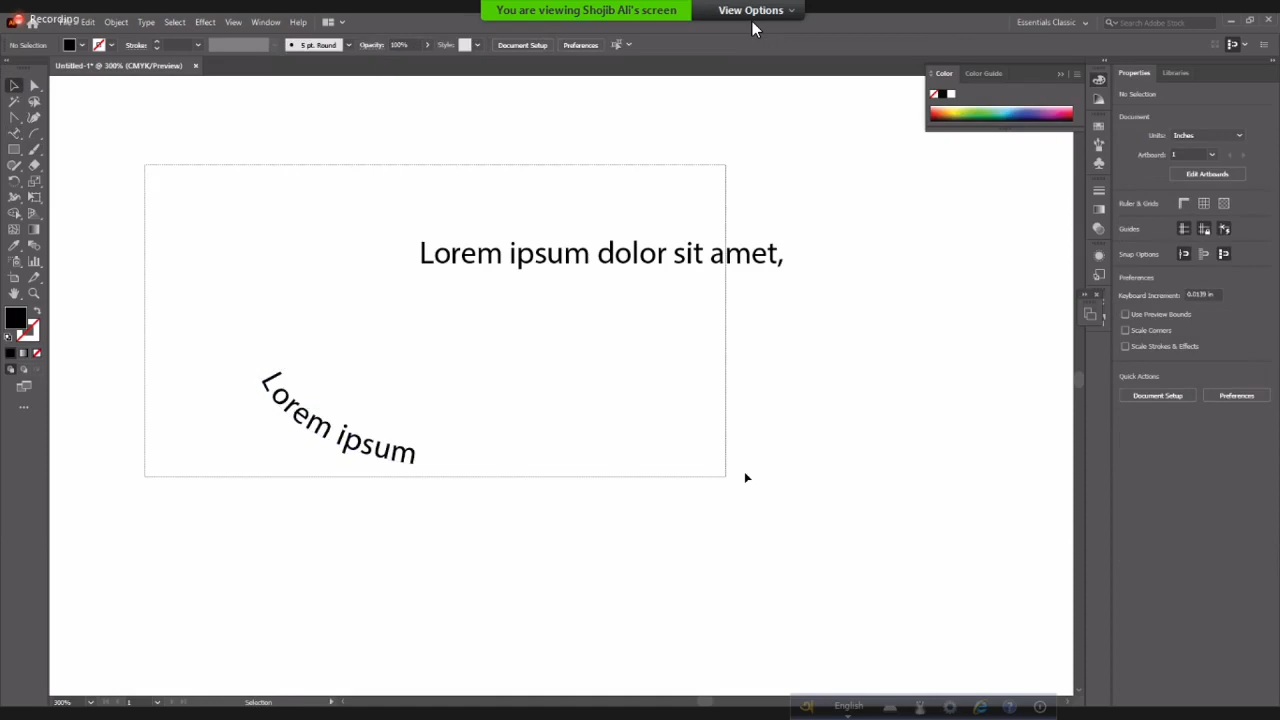 Recording
You are viewing Shojib Ali's screen
View Options
Edit Object Type Select Effect View Window Help
Essentials Classic
Search Adobe Stock
No Selection
Stroke:
5 pt. Round
Opacity: 100%
Style:
Document Setup
Preferences
Untitled-1* @ 300% (CMYK/Preview)
Color
Color Guide
Properties
Libraries
No Selection
Document
Units: Inches
Artboard: 1
Edit Artboards
Ruler & Grids
Guides
Snap Options
Preferences
Keyboard Increment: 0.0139 in
Use Preview Bounds
Scale Corners
Scale Strokes & Effects
Quick Actions
Document Setup
Preferences
Lorem ipsum dolor sit amet,
Lorem ipsum
300%
1
Selection
English